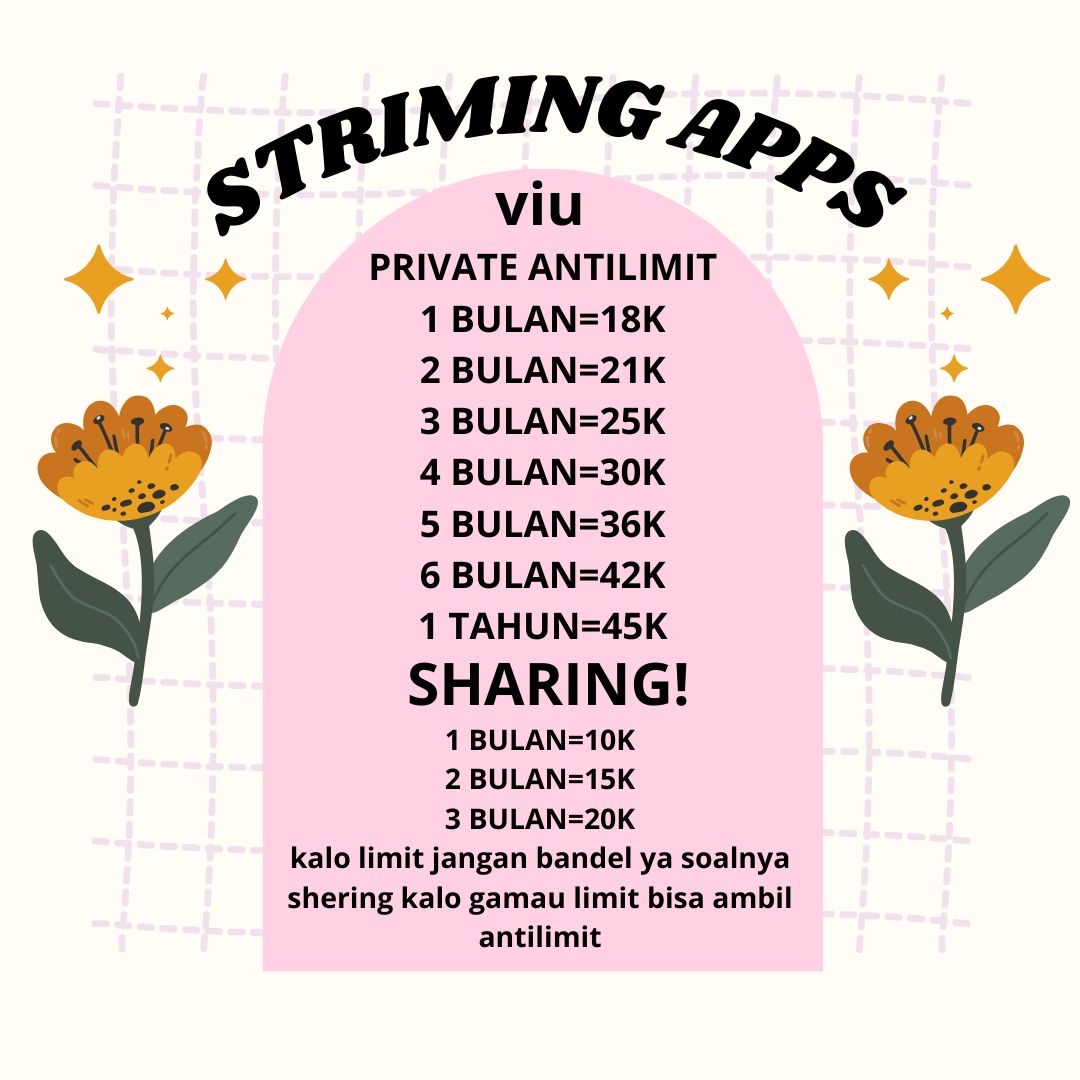 STRIMING APPS
viu
PRIVATE ANTILIMIT
1 BULAN=18K
2 BULAN=21K
3 BULAN=25K
4 BULAN=30K
5 BULAN=36K
6 BULAN=42K
1 TAHUN=45K
SHARING!
1 BULAN=10K
2 BULAN=15K
3 BULAN=20K
kalo limit jangan bandel ya soalnya
shering kalo gamau limit bisa ambil
antilimit